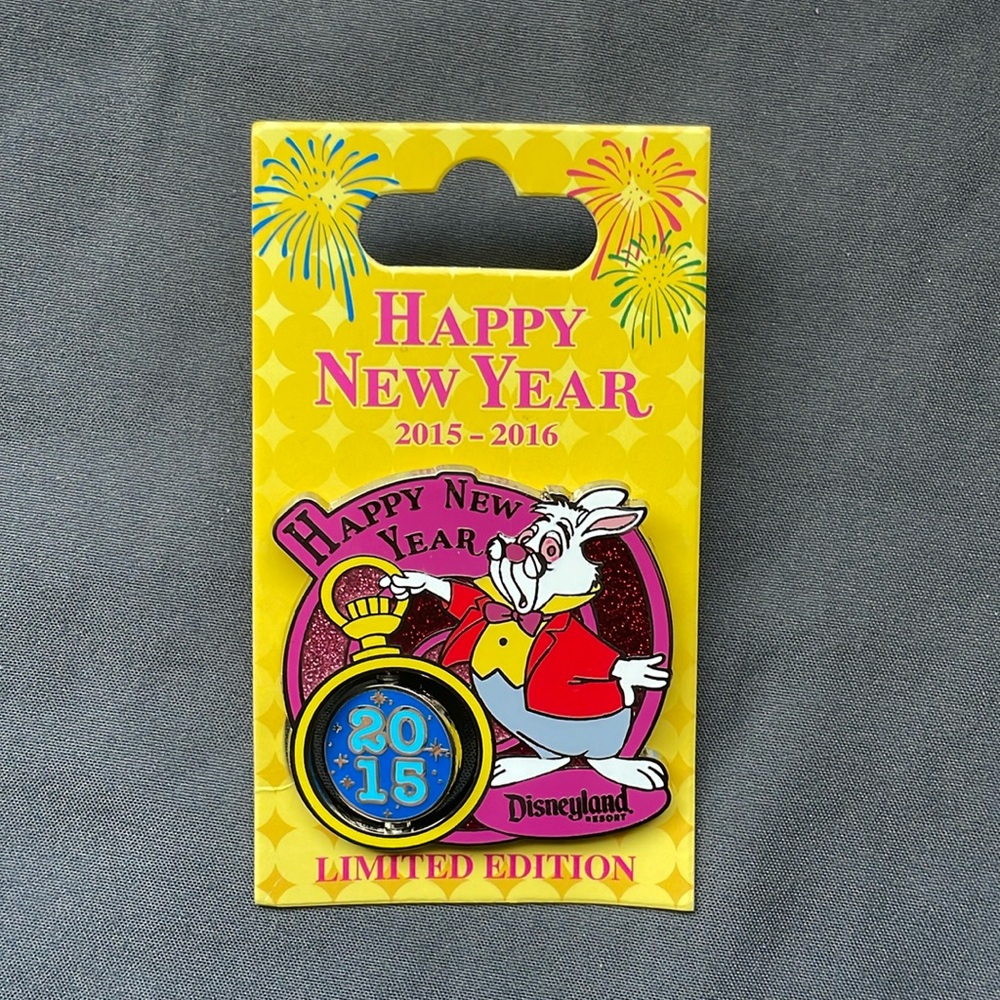 HAPPY
NEW YEAR
2015 – 2016
HAPPY NEW
YEAR
20
15
Disneyland
RESORT
LIMITED EDITION